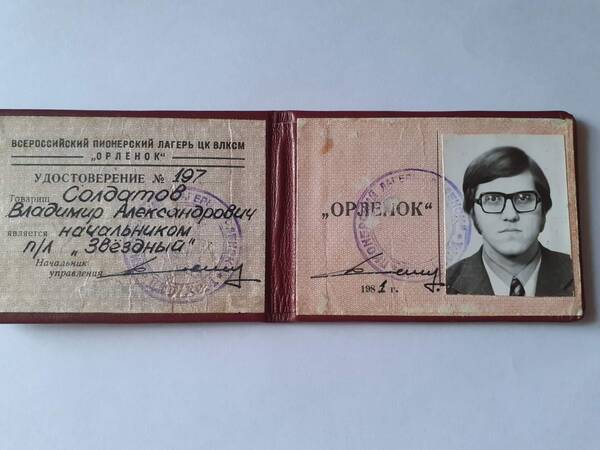 ВСЕРОССИЙСКИЙ ПИОНЕРСКИЙ ЛАГЕРЬ ЦК ВЛКСМ
„ОРЛЕНОК"
УДОСТОВЕРЕНИЕ № 197
Товарищ Солдатов
Владимир Александрович
является начальником
п/л „Звёздный"
Начальник
управления
„ОРЛЕНОК"
1981 г.